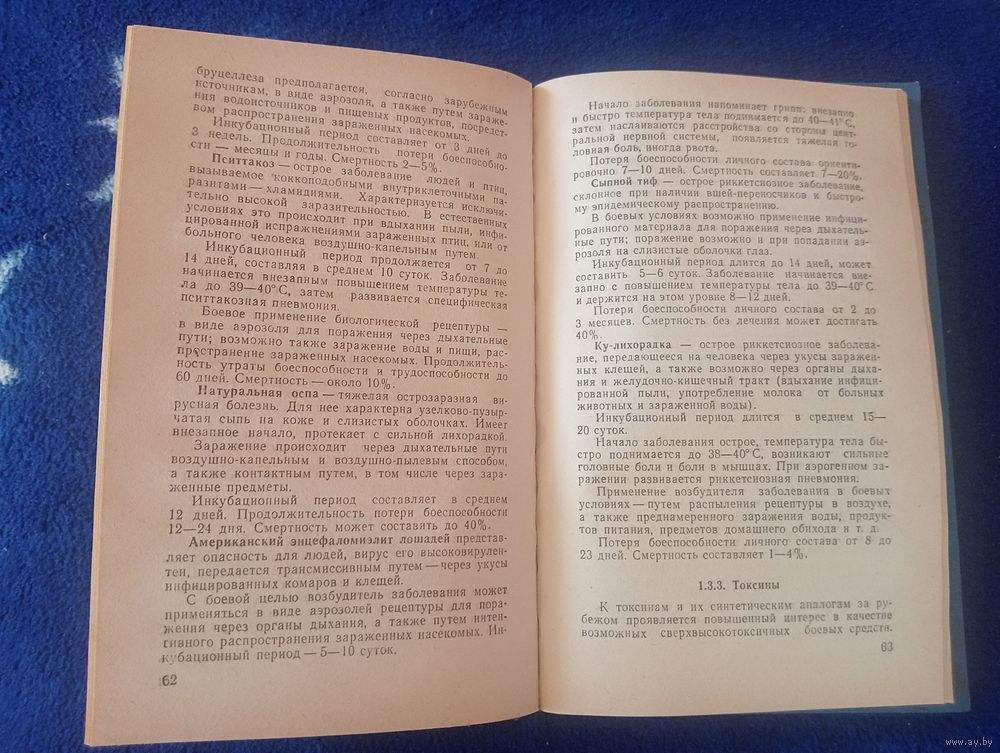 бруцеллеза предполагается, согласно зарубежным
источникам, в виде аэрозоля, а также путем зараже-
ния водоисточников и пищевых продуктов, посредст-
вом распространения зараженных насекомых.
Инкубационный период составляет от 3 дней до
3 недель. Продолжительность потери боеспособно-
сти — месяцы и годы. Смертность 2—5%.
Пситтакоз — острое заболевание людей и птиц,
вызываемое коккоподобными внутриклеточными па-
разитами — хламидиями. Характеризуется исключи-
тельно высокой заразительностью. В естественных
условиях это происходит при вдыхании пыли, инфи-
цированной испражнениями зараженных птиц, или от
больного человека воздушно-капельным путем.
Инкубационный период продолжается от 7 до
14 дней, составляя в среднем 10 суток. Заболевание
начинается внезапным повышением температуры те-
ла до 39—40°С, затем развивается специфическая
пситтакозная пневмония.
Боевое применение биологической рецептуры —
в виде аэрозоля для поражения через дыхательные
пути; возможно также заражение воды и пищи, рас-
пространение зараженных насекомых. Продолжитель-
ность утраты боеспособности и трудоспособности до
60 дней. Смертность — около 10%.
Натуральная оспа — тяжелая острозаразная ви-
русная болезнь. Для нее характерна узелково-пузыр-
чатая сыпь на коже и слизистых оболочках. Имеет
внезапное начало, протекает с сильной лихорадкой.
Заражение происходит через дыхательные пути
воздушно-капельным и воздушно-пылевым способом,
а также контактным путем, в том числе через зара-
женные предметы.
Инкубационный период составляет в среднем
12 дней. Продолжительность потери боеспособности
12—24 дня. Смертность может составить до 40%.
Американский энцефаломиэлит лошадей представ-
ляет опасность для людей, вирус его высоковирулен-
тен, передается трансмиссивным путем — через укусы
инфицированных комаров и клещей.
С боевой целью возбудитель заболевания может
применяться в виде аэрозолей рецептуры для пора-
жения через органы дыхания, а также путем интен-
сивного распространения зараженных насекомых. Ин-
кубационный период — 5—10 суток.
62
Начало заболевания напоминает грипп: внезапно
и быстро температура тела поднимается до 40—41°С,
затем наслаиваются расстройства со стороны цент-
ральной нервной системы, появляется тяжелая го-
ловная боль, иногда рвота.
Потеря боеспособности личного состава ориенти-
ровочно 7—10 дней. Смертность составляет 7—20%.
Сыпной тиф — острое риккетсиозное заболевание,
склонное при наличии вшей-переносчиков к быстро-
му эпидемическому распространению.
В боевых условиях возможно применение инфици-
рованного материала для поражения через дыхатель-
ные пути; поражение возможно и при попадании аэ-
розоля на слизистые оболочки глаз.
Инкубационный период длится до 14 дней, может
составить 5—6 суток. Заболевание начинается вне-
запно с повышением температуры тела до 39—40°С
и держится на этом уровне 8—12 дней.
Потери боеспособности личного состава от 2 до
3 месяцев. Смертность без лечения может достигать
40%.
Ку-лихорадка — острое риккетсиозное заболева-
ние, передающееся на человека через укусы заражен-
ных клещей, а также возможно через органы дыха-
ния и желудочно-кишечный тракт (вдыхание инфици-
рованной пыли, употребление молока от больных
животных и зараженной воды).
Инкубационный период длится в среднем 15—
20 суток.
Начало заболевания острое, температура тела бы-
стро поднимается до 38—40°С, возникают сильные
головные боли и боли в мышцах. При аэрогенном за-
ражении развивается риккетсиозная пневмония.
Применение возбудителя заболевания в боевых
условиях — путем распыления рецептуры в воздухе,
а также преднамеренного заражения воды, продук-
тов питания, предметов домашнего обихода и т. д.
Потеря боеспособности личного состава от 8 до
23 дней. Смертность составляет 1—4%.
1.3.3. Токсины
К токсинам и их синтетическим аналогам за ру-
бежом проявляется повышенный интерес в качестве
возможных сверхвысокотоксичных боевых средств.
63
www.ay.by